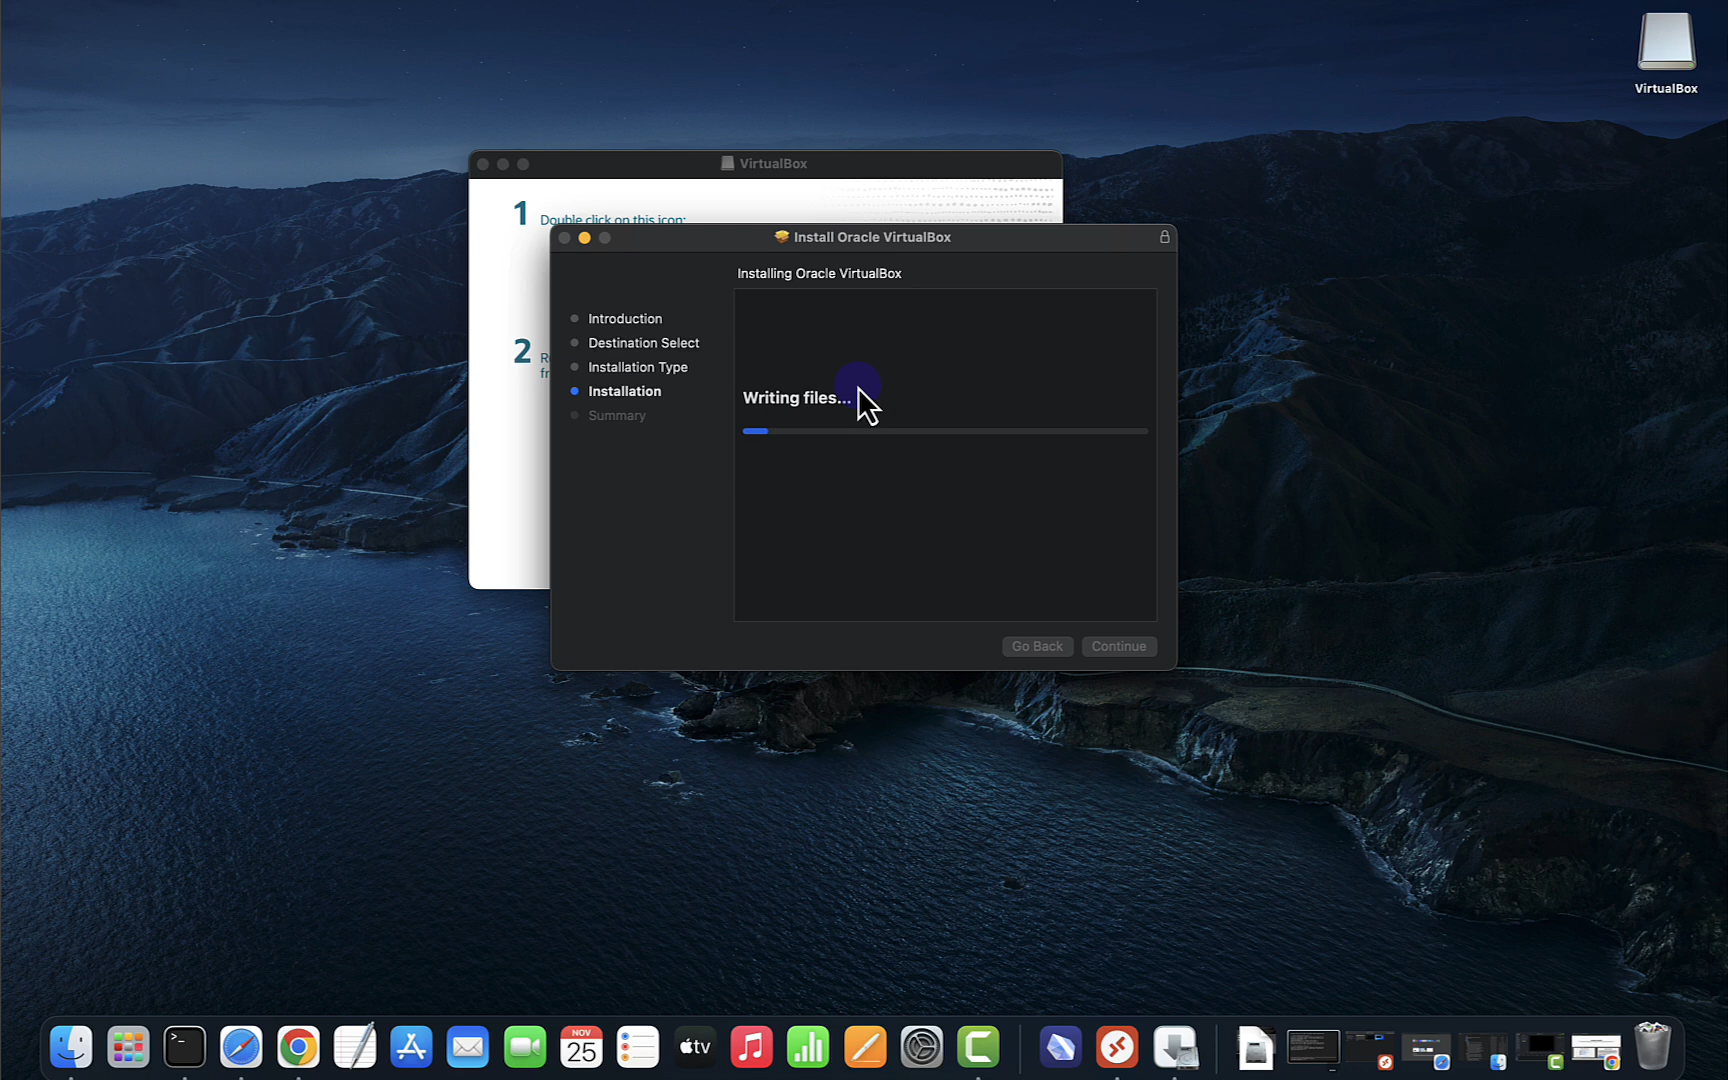 VirtualBox
VirtualBox
1 Double click on this icon:
Install Oracle VirtualBox
Installing Oracle VirtualBox
Introduction
Destination Select
2
Installation Type
Installation
Writing files...
Summary
Go Back
Continue
NOV
25
tv